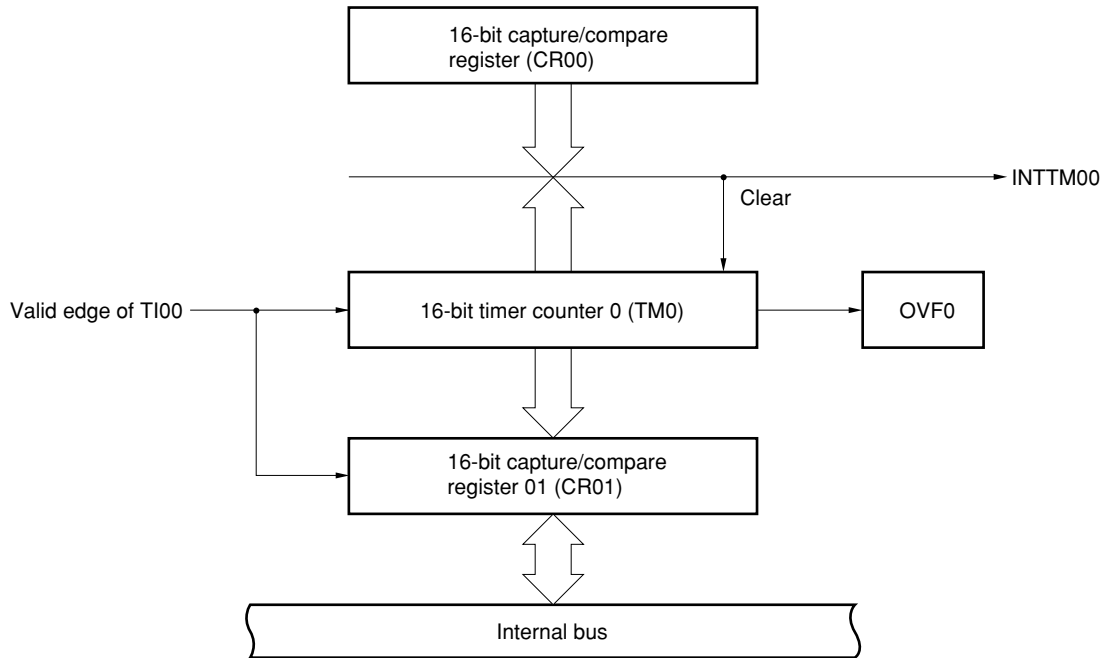 16-bit capture/compare
register (CR00)
INTTM00
Clear
Valid edge of TI00
16-bit timer counter 0 (TM0)
OVF0
16-bit capture/compare
register 01 (CR01)
Internal bus